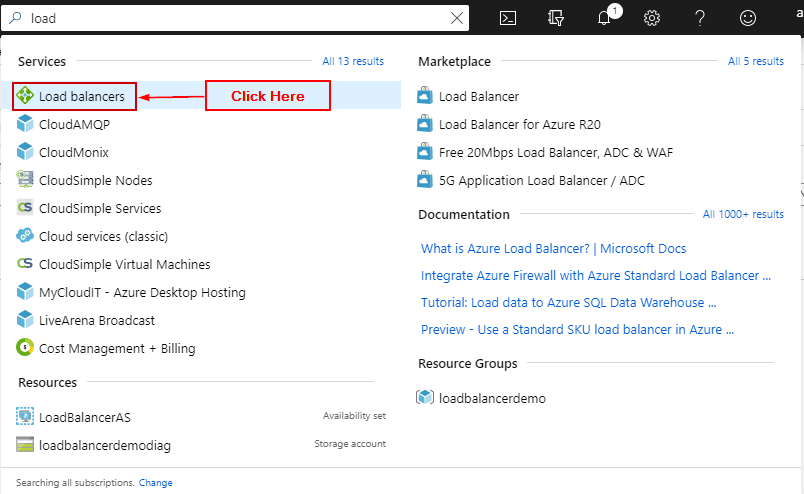 load
1
a
Services
All 13 results
Load balancers
Click Here
CloudAMQP
CloudMonix
CloudSimple Nodes
CloudSimple Services
Cloud services (classic)
CloudSimple Virtual Machines
MyCloudIT - Azure Desktop Hosting
LiveArena Broadcast
Cost Management + Billing
Resources
LoadBalancerAS Availability set
loadbalancerdemodiag Storage account
Marketplace
All 5 results
Load Balancer
Load Balancer for Azure R20
Free 20Mbps Load Balancer, ADC & WAF
5G Application Load Balancer / ADC
Documentation
All 1000+ results
What is Azure Load Balancer? | Microsoft Docs
Integrate Azure Firewall with Azure Standard Load Balancer ...
Tutorial: Load data to Azure SQL Data Warehouse ...
Preview - Use a Standard SKU load balancer in Azure ...
Resource Groups
loadbalancerdemo
Searching all subscriptions. Change